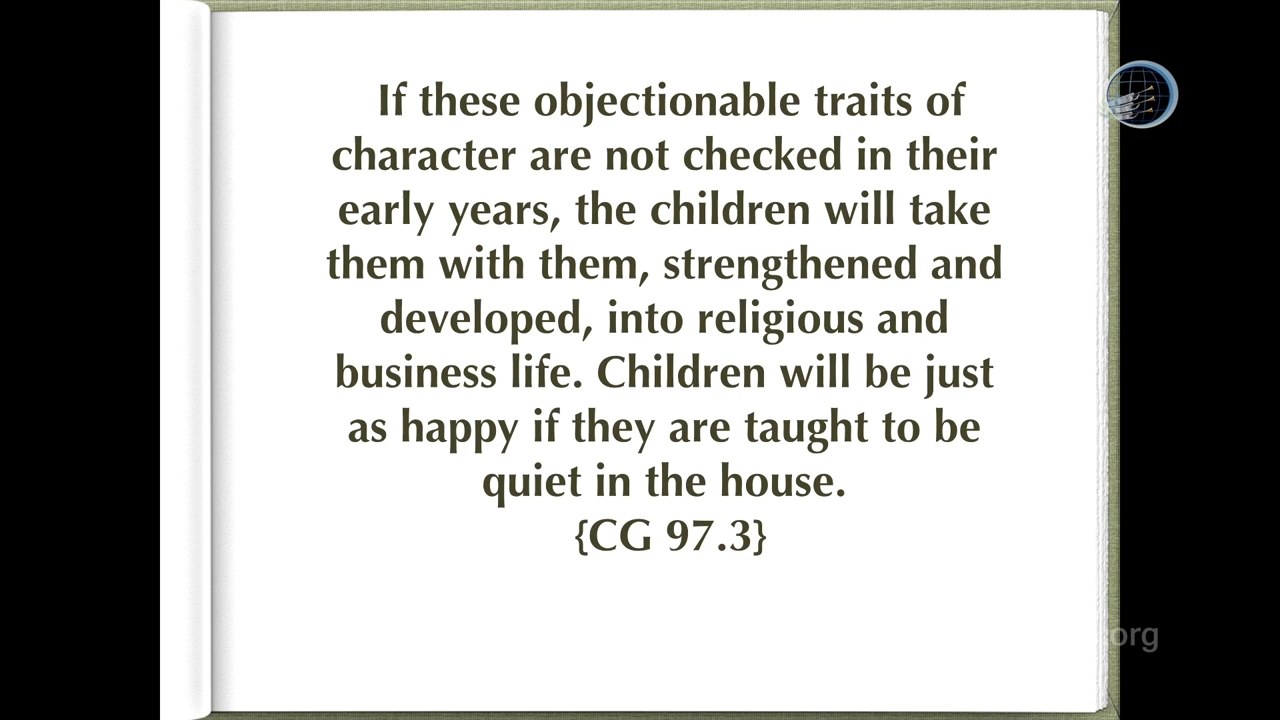 If these objectionable traits of
character are not checked in their
early years, the children will take
them with them, strengthened and
developed, into religious and
business life. Children will be just
as happy if they are taught to be
quiet in the house.
{CG 97.3}
.org